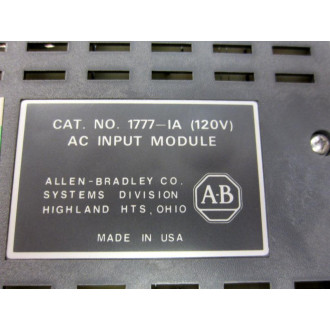 CAT. NO. 1777-IA (120V)
AC INPUT MODULE
ALLEN-BRADLEY CO.
SYSTEMS DIVISION
HIGHLAND HTS, OHIO
A-B
MADE IN USA